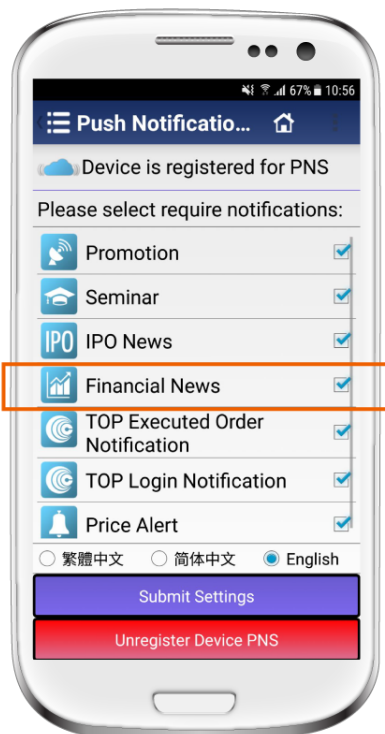 67% 10:56
Push Notificatio...
Device is registered for PNS
Please select require notifications:
Promotion
Seminar
IPO IPO News
Financial News
TOP Executed Order
Notification
TOP Login Notification
Price Alert
繁體中文 简体中文 English
Submit Settings
Unregister Device PNS